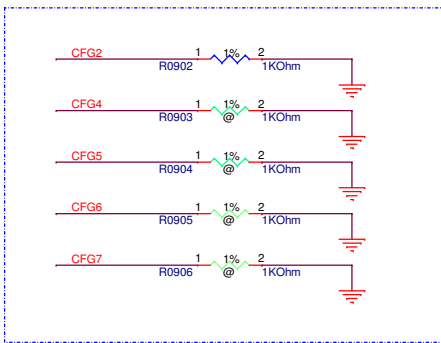 CFG2 1 1% 2
R0902 1KOhm
CFG4 1 1% 2
R0903 @ 1KOhm
CFG5 1 1% 2
R0904 @ 1KOhm
CFG6 1 1% 2
R0905 @ 1KOhm
CFG7 1 1% 2
R0906 @ 1KOhm